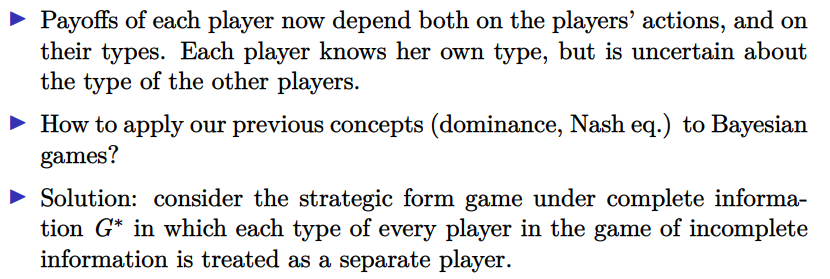 ▶ Payoffs of each player now depend both on the players' actions, and on
their types. Each player knows her own type, but is uncertain about
the type of the other players.
▶ How to apply our previous concepts (dominance, Nash eq.) to Bayesian
games?
▶ Solution: consider the strategic form game under complete informa-
tion G* in which each type of every player in the game of incomplete
information is treated as a separate player.